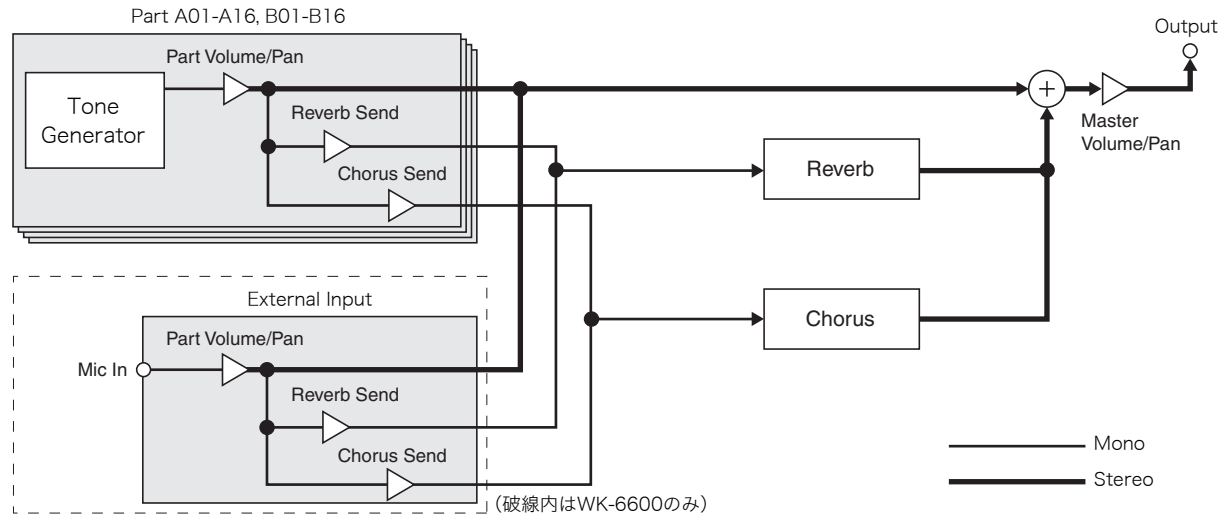 Part A01-A16, B01-B16
Output
Part Volume/Pan
Tone
Generator
Reverb Send
Chorus Send
Master
Volume/Pan
Reverb
External Input
Part Volume/Pan
Mic In
Reverb Send
Chorus Send
Chorus
Mono
Stereo
(破線内はWK-6600のみ)